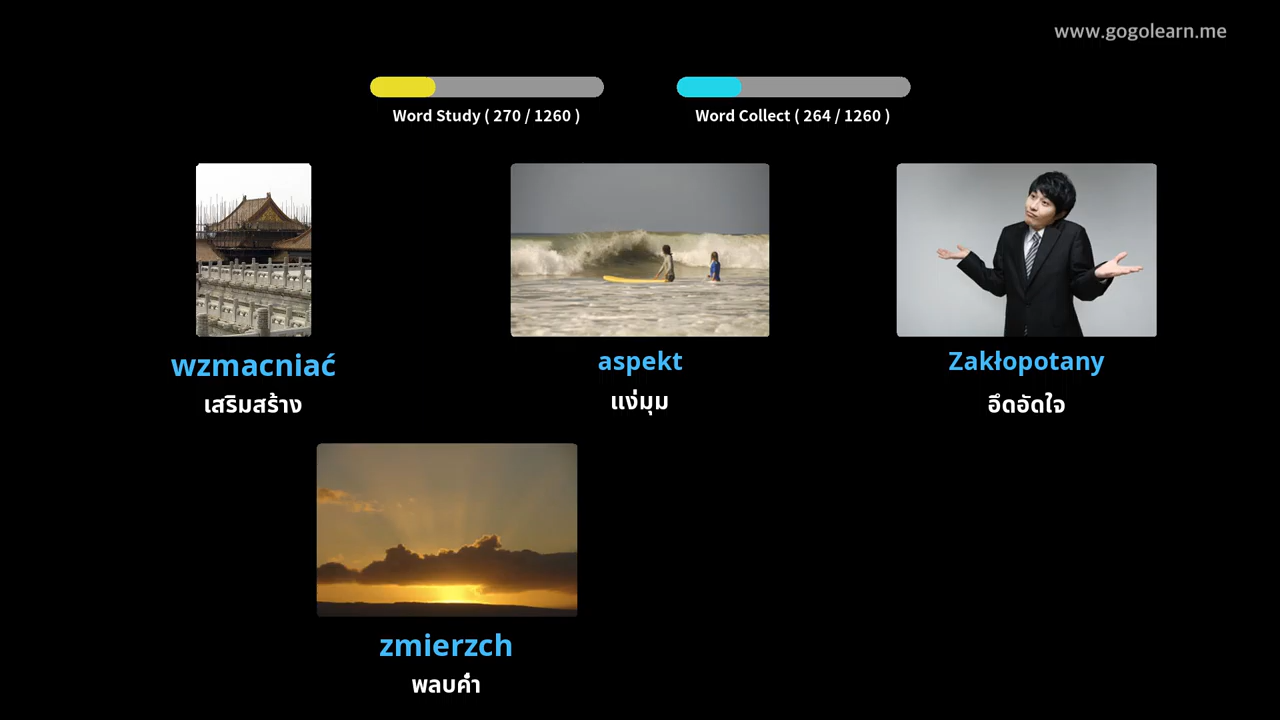 www.gogolearn.me
Word Study ( 270 / 1260 )
Word Collect ( 264 / 1260 )
wzmacniać
เสริมสร้าง
aspekt
แง่มุม
Zakłopotany
อึดอัดใจ
zmierzch
พลบค่ำ